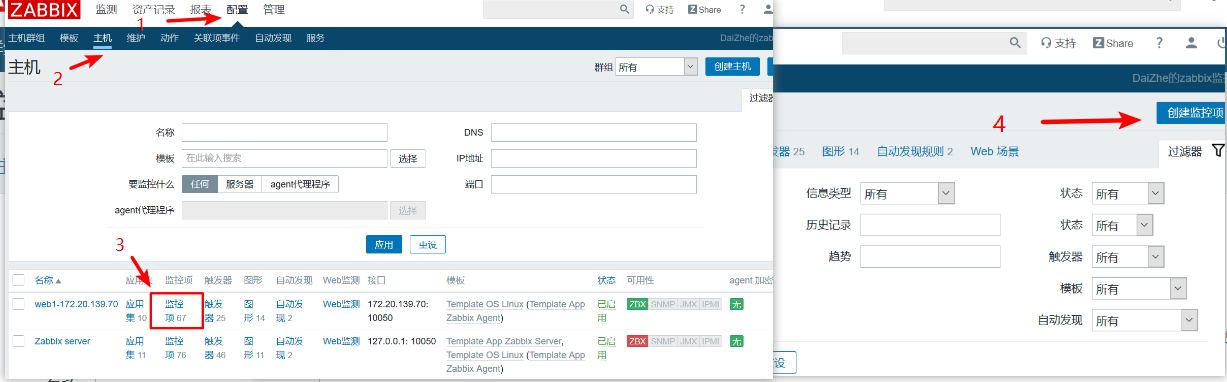 ZABBIX 监测 资产记录 报表 配置 管理 支持 Z Share ?
1
主机群组 模板 主机 维护 动作 关联项事件 自动发现 服务 DaiZhe的zab
2
主机 群组 所有 创建主机
过滤器
名称 DNS
模板 在此输入搜索 选择 IP地址
要监控什么 任何 服务器 agent代理程序 端口
agent代理程序 选择
应用 重设
3
名称 应用集 监控项 触发器 图形 自动发现 Web监测 接口 模板 状态 可用性 agent 加密
web1-172.20.139.70 应用 监控 触发 图 自动发 Web监测 172.20.139.70: Template OS Linux (Template App 已启 ZBX SNMP JMX IPMI 无
集 10 项 67 器 25 形 14 现 2 10050 Zabbix Agent) 用
Zabbix server 应用 监控 触发 图 自动发 Web监测 127.0.0.1: 10050 Template App Zabbix Server, 已启 ZBX SNMP JMX IPMI 无
集 11 项 76 器 46 形 11 现 2 Template OS Linux (Template App 用
Zabbix Agent)
支持 Z Share ?
DaiZhe的zabbix监
4 创建监控项
发器 25 图形 14 自动发现规则 2 Web 场景 过滤器
信息类型 所有 状态 所有
历史记录 状态 所有
趋势 触发器 所有
模板 所有
自动发现 所有
设